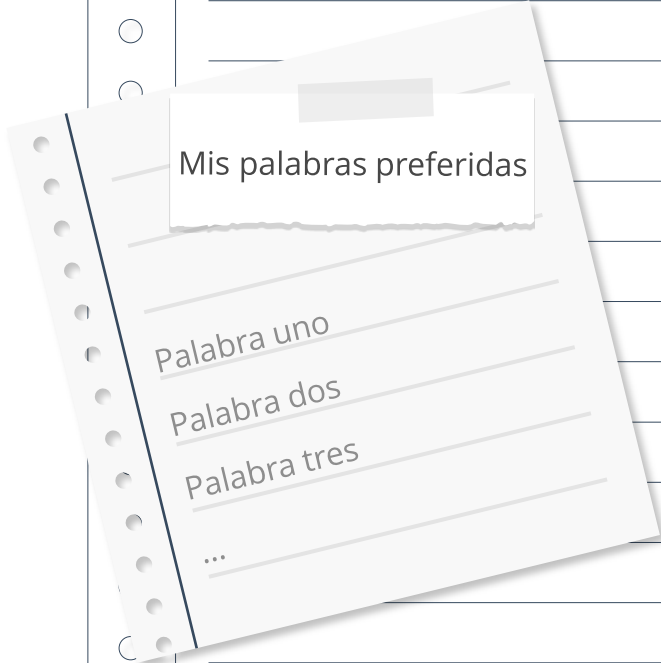 Mis palabras preferidas
Palabra uno
Palabra dos
Palabra tres
...